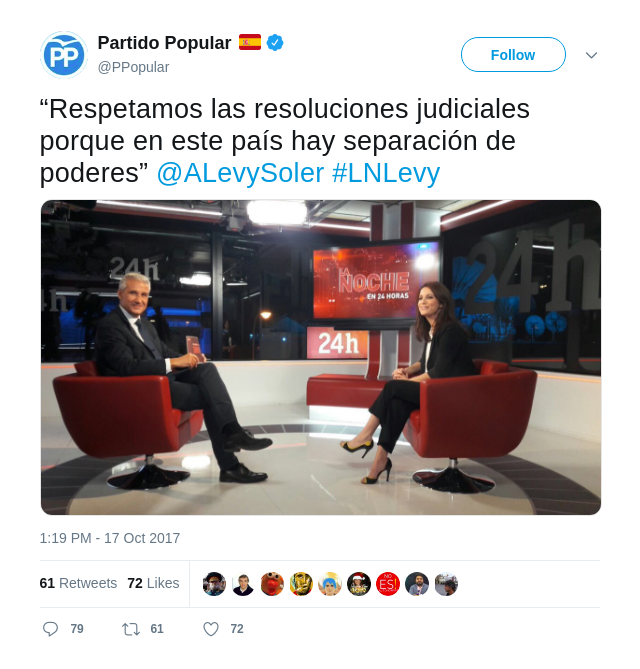 PP
Partido Popular
@PPopular
Follow
“Respetamos las resoluciones judiciales
porque en este país hay separación de
poderes” @ALevySoler #LNLevy
24h
24h
LA
NOCHE
EN 24 HORAS
24h
1:19 PM - 17 Oct 2017
61 Retweets 72 Likes
NO
ES!
79 61 72